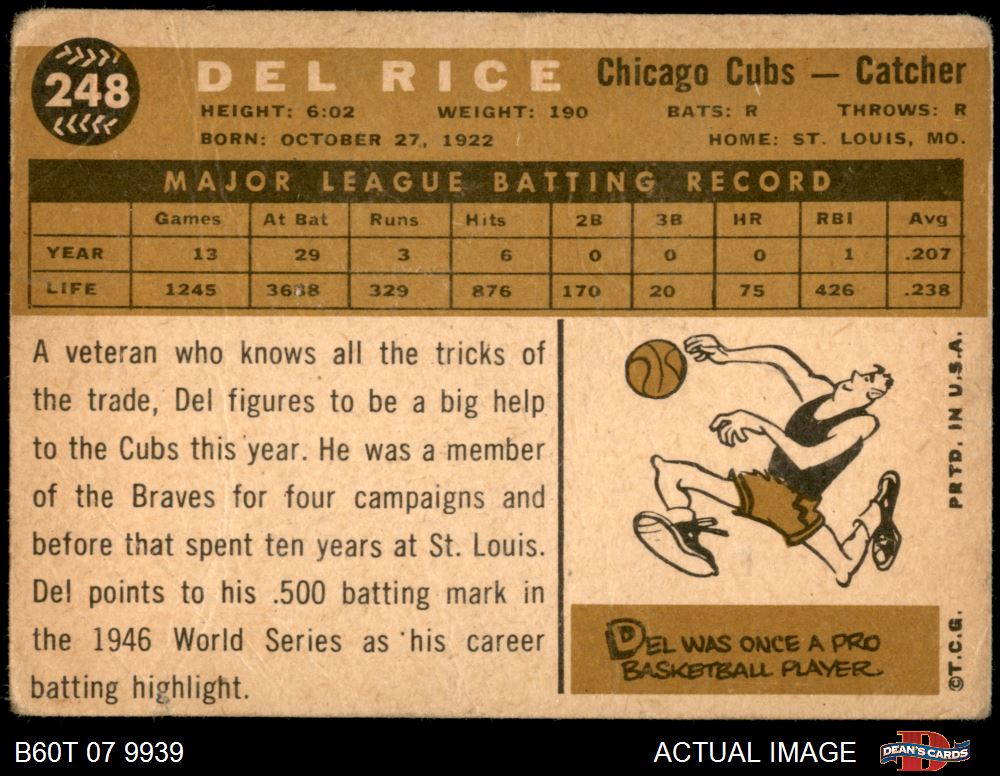 248
DEL RICE Chicago Cubs — Catcher
HEIGHT: 6:02 WEIGHT: 190 BATS: R THROWS: R
BORN: OCTOBER 27, 1922 HOME: ST. LOUIS, MO.
MAJOR LEAGUE BATTING RECORD
Games At Bat Runs Hits 2B 3B HR RBI Avg
YEAR 13 29 3 6 0 0 0 1 .207
LIFE 1245 3688 329 876 170 20 75 426 .238
A veteran who knows all the tricks of
the trade, Del figures to be a big help
to the Cubs this year. He was a member
of the Braves for four campaigns and
before that spent ten years at St. Louis.
Del points to his .500 batting mark in
the 1946 World Series as his career
batting highlight.
DEL WAS ONCE A PRO
BASKETBALL PLAYER.
©T.C.G. PRTD. IN U.S.A.
B60T 07 9939 ACTUAL IMAGE
D
DEAN'S CARDS